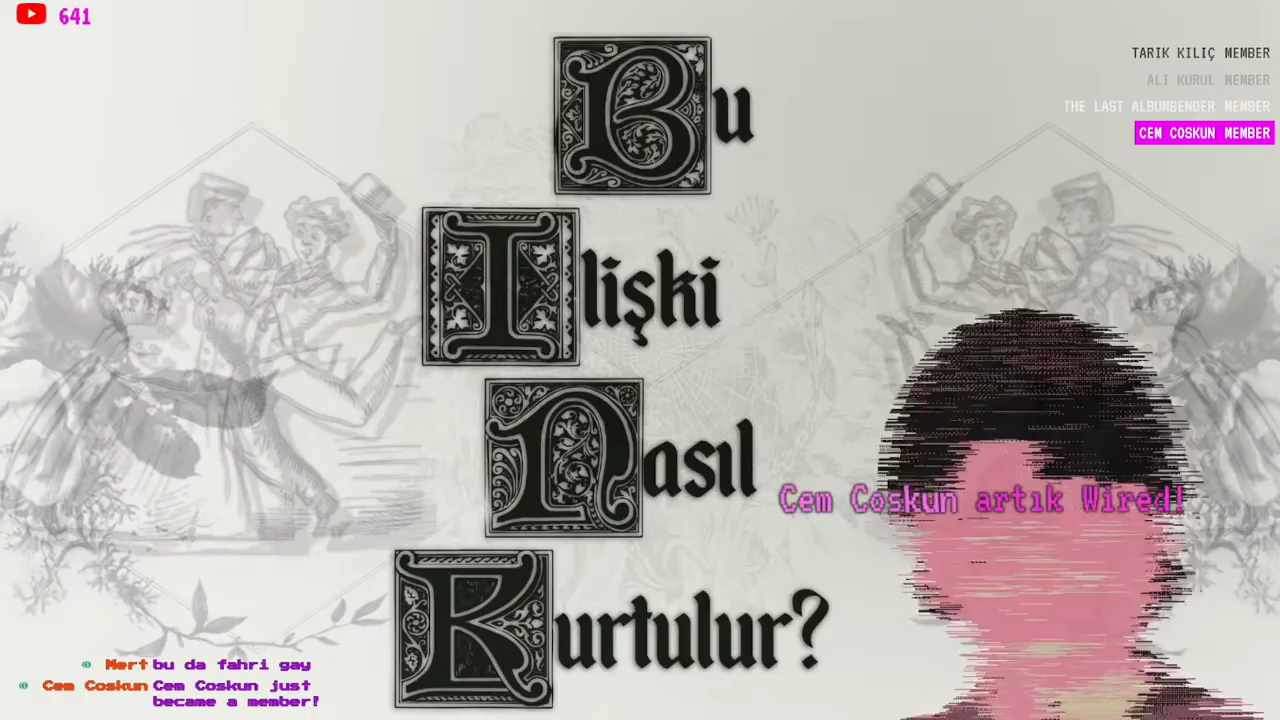 641
TARIK KILIÇ MEMBER
ALI KURUL MEMBER
THE LAST ALBUMBENDER MEMBER
CEM COSKUN MEMBER
Bu
Ilişki
Nasıl
Kurtulur?
Cem Coskun artık Wired!
Mert bu da fahri gay
Cem Coskun Cem Coskun just
became a member!